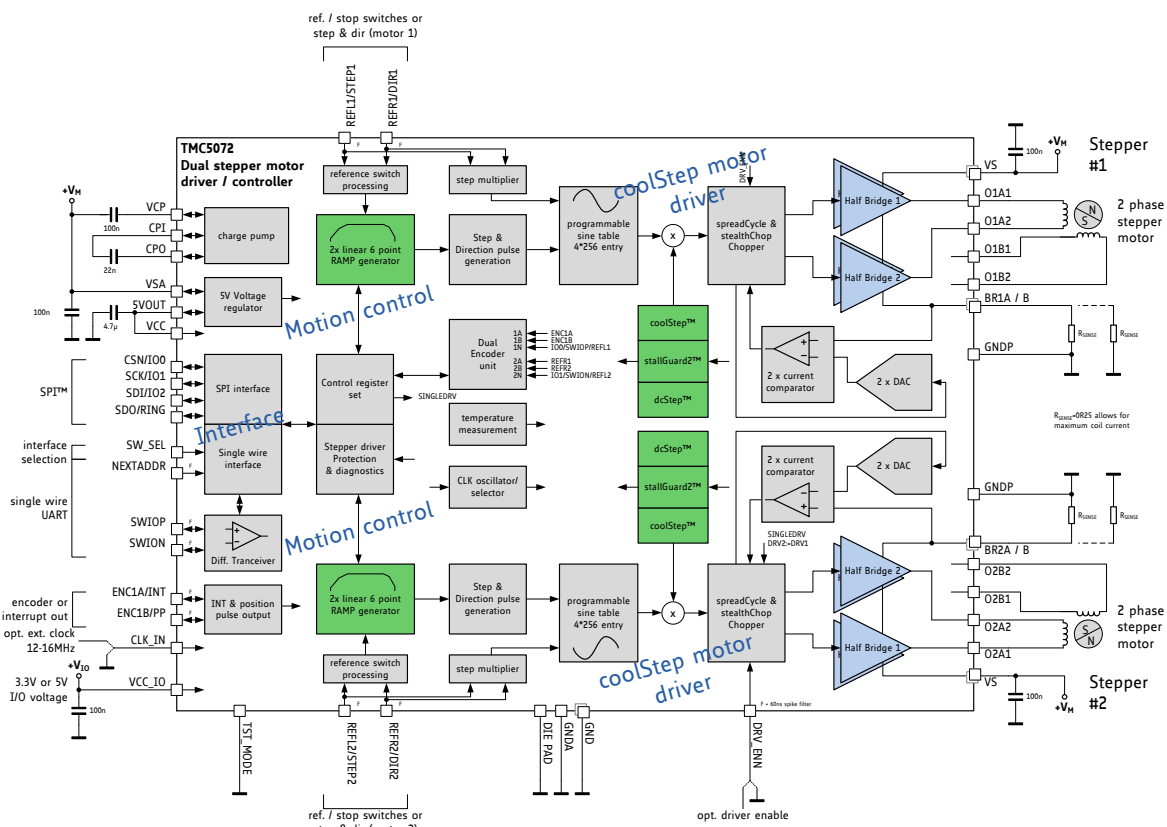 ref. / stop switches or
step & dir (motor 1)
REFL1/STEP1
REFR1/DIR1
F
F
TMC5072
Dual stepper motor
driver / controller
+VM
VCP
100n
CPI
CPO
22n
charge pump
VSA
5VOUT
VCC
100n
4.7µ
5V Voltage
regulator
reference switch
processing
step multiplier
2x linear 6 point
RAMP generator
Step &
Direction pulse
generation
programmable
sine table
4*256 entry
x
coolStep motor
driver
DRV_ENN
spreadCycle &
stealthChop
Chopper
Half Bridge 1
Half Bridge 2
100n
+VM
VS
O1A1
O1A2
O1B1
O1B2
BR1A / B
GNDP
Stepper
#1
N
S
2 phase
stepper
motor
RSENSE
RSENSE
RSENSE=0R25 allows for
maximum coil current
Motion control
coolStep™
stallGuard2™
dcStep™
2 x current
comparator
2 x DAC
SPI™
CSN/IO0
SCK/IO1
SDI/IO2
SDO/RING
SPI interface
Interface
interface
selection
SW_SEL
NEXTADDR
F
Single wire
interface
single wire
UART
SWIOP
SWION
F
F
Diff. Tranceiver
Control register
set
SINGLEDRV
Stepper driver
Protection
& diagnostics
Dual
Encoder
unit
1A
1B
1N
2A
2B
2N
ENC1A
ENC1B
IO0/SWIOP/REFL1
REFR1
REFR2
IO1/SWION/REFL2
temperature
measurement
CLK oscillator/
selector
dcStep™
stallGuard2™
coolStep™
2 x current
comparator
2 x DAC
Motion control
encoder or
interrupt out
ENC1A/INT
ENC1B/PP
F
F
INT & position
pulse output
opt. ext. clock
12-16MHz
CLK_IN
+VIO
3.3V or 5V
I/O voltage
VCC_IO
100n
2x linear 6 point
RAMP generator
Step &
Direction pulse
generation
reference switch
processing
step multiplier
programmable
sine table
4*256 entry
x
SINGLEDRV
DRV2:=DRV1
spreadCycle &
stealthChop
Chopper
coolStep motor
driver
Half Bridge 2
Half Bridge 1
GNDP
RSENSE
RSENSE
BR2A / B
O2B2
O2B1
O2A2
O2A1
VS
100n
+VM
S
N
2 phase
stepper
motor
Stepper
#2
F = 60ns spike filter
F
F
TST_MODE
REFL2/STEP2
REFR2/DIR2
DIE PAD
GNDA
GND
DRV_ENN
ref. / stop switches or
opt. driver enable